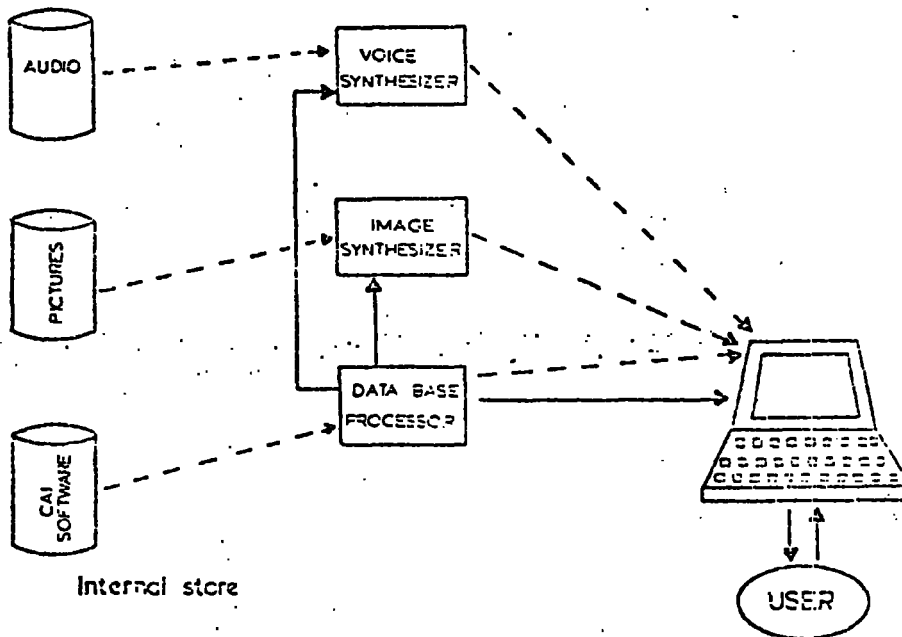 AUDIO
VOICE
SYNTHESIZER
PICTURES
IMAGE
SYNTHESIZER
DATA BASE
PROCESSOR
CAI
SOFTWARE
Internal store
USER